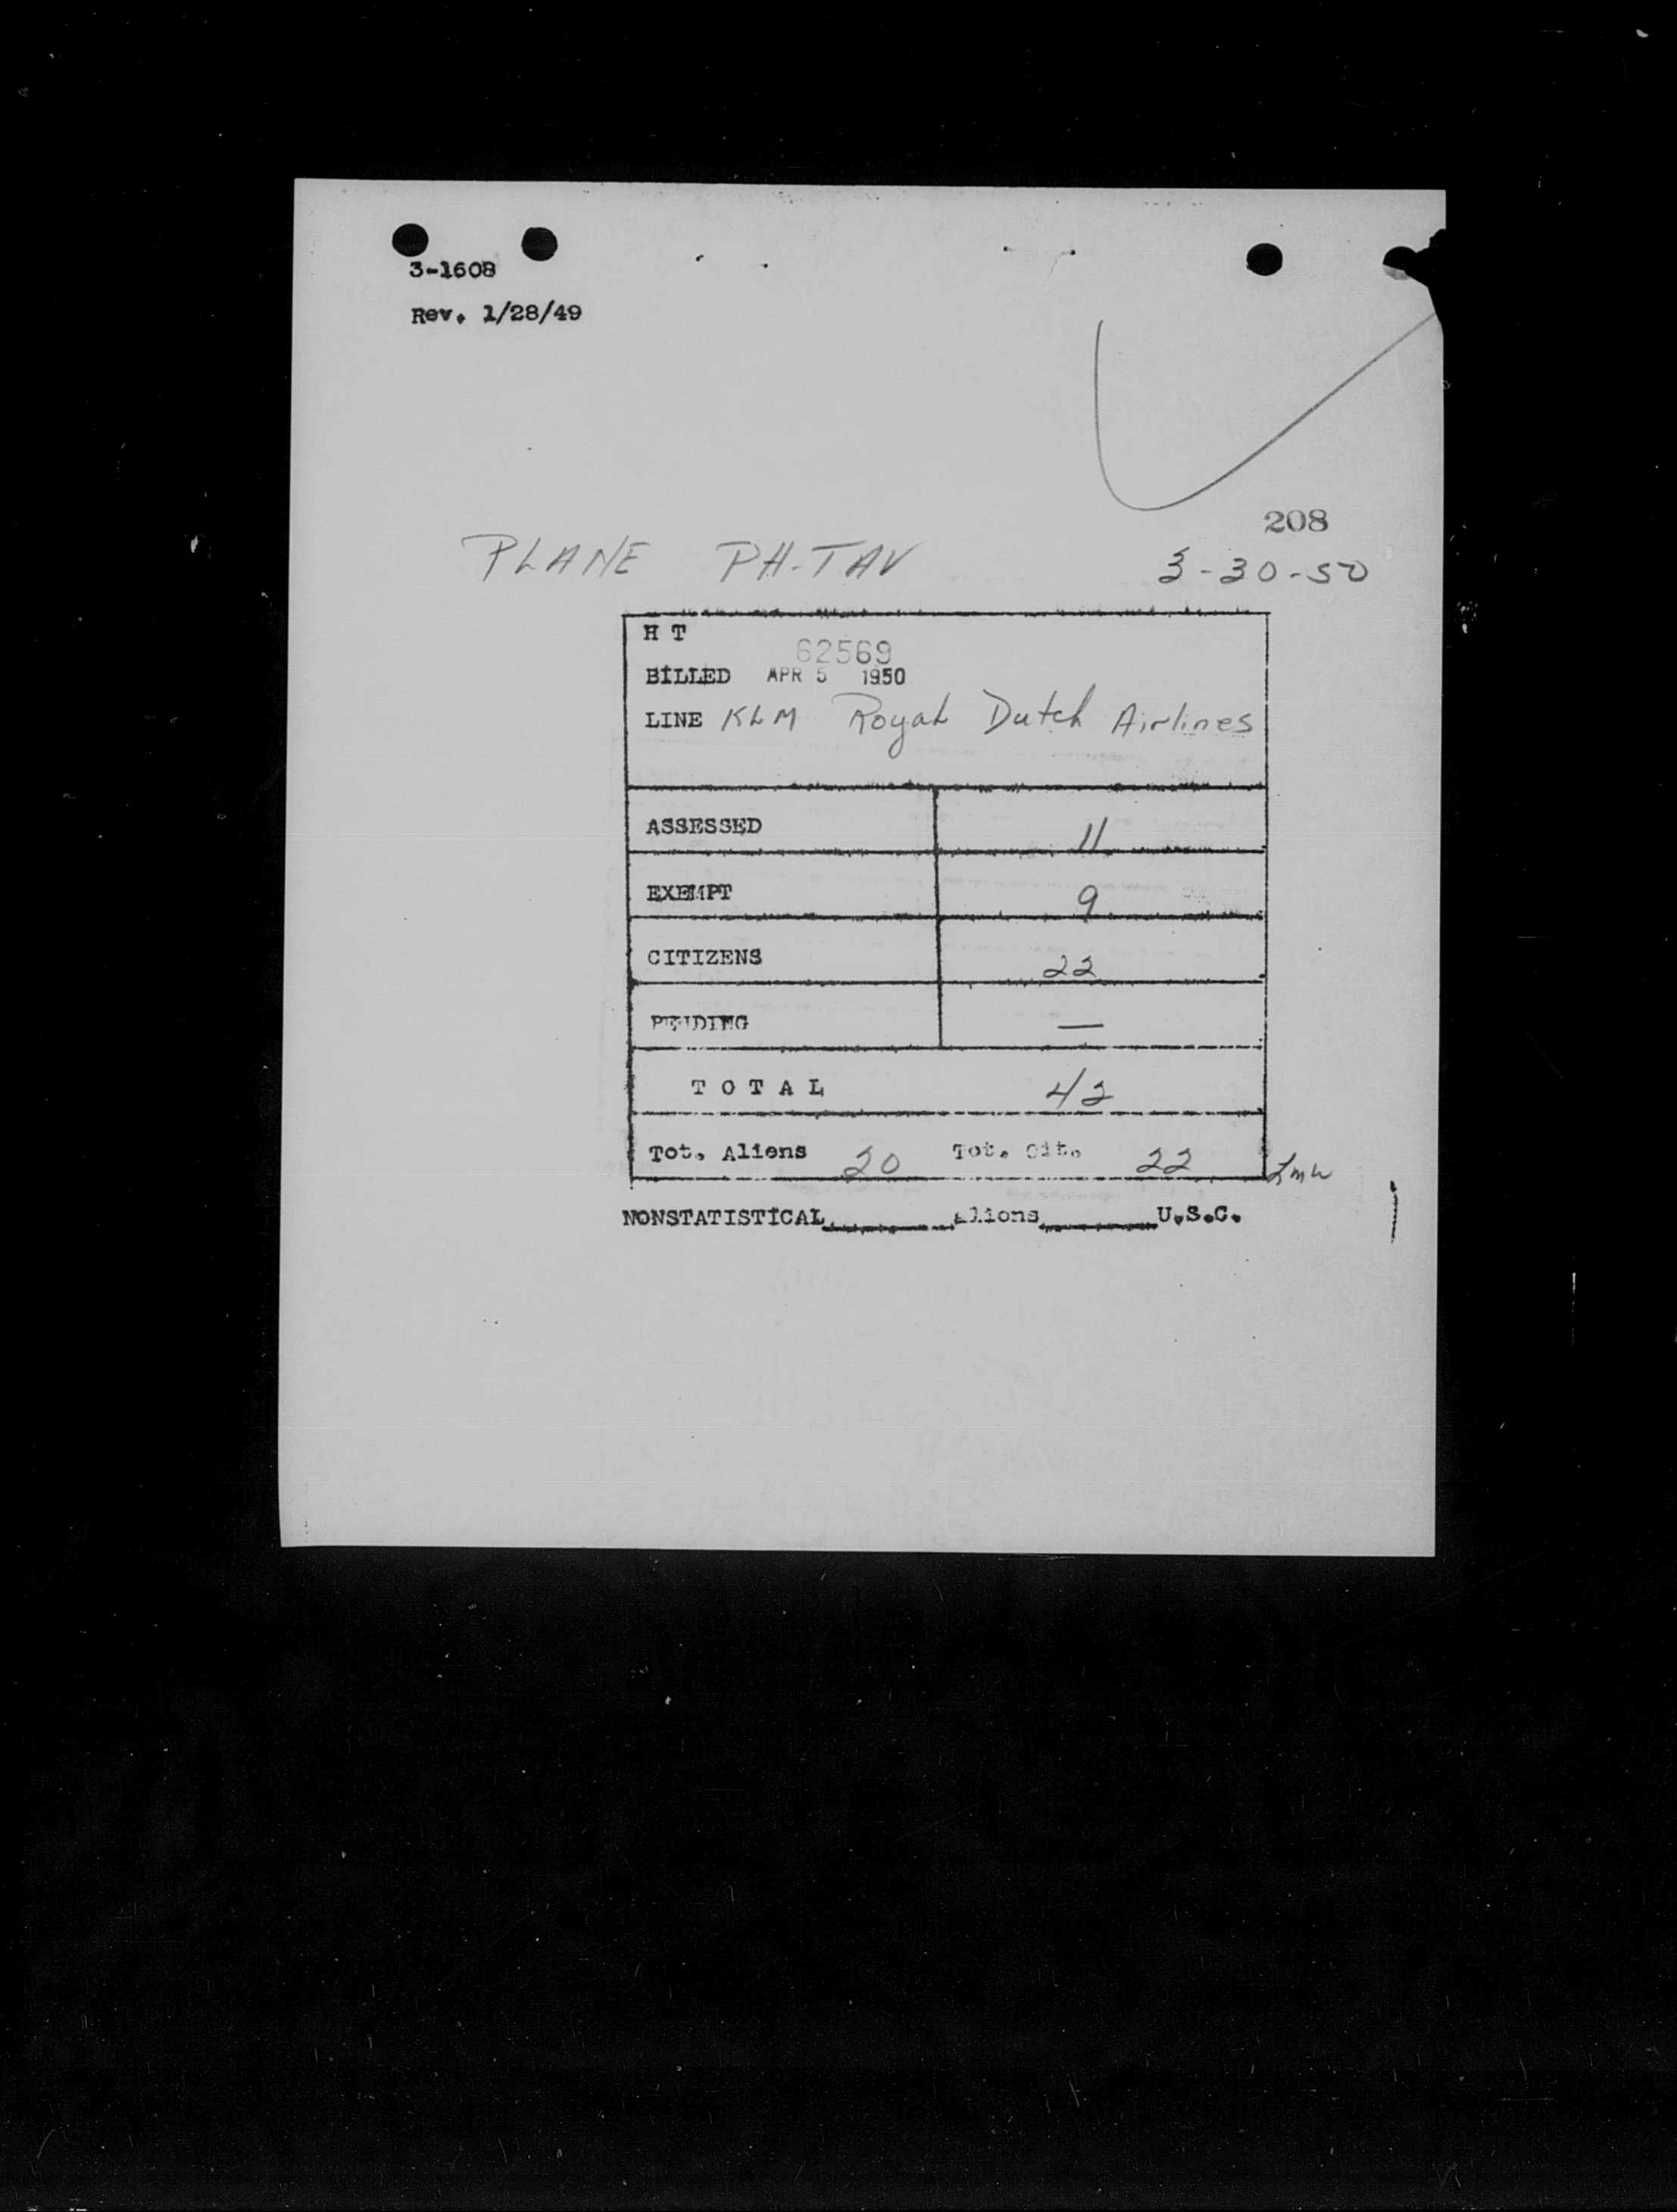 3-1608
Rev. 1/28/49
208
PLANE PH-TAV 3-30-50
H T
62569
BILLED APR 5 1950
LINE KLM Royal Dutch Airlines
ASSESSED 11
EXEMPT 9
CITIZENS 22
PENDING —
T O T A L 42
Tot. Aliens 20 Tot. Cit. 22
NONSTATISTICAL Aliens U.S.C.